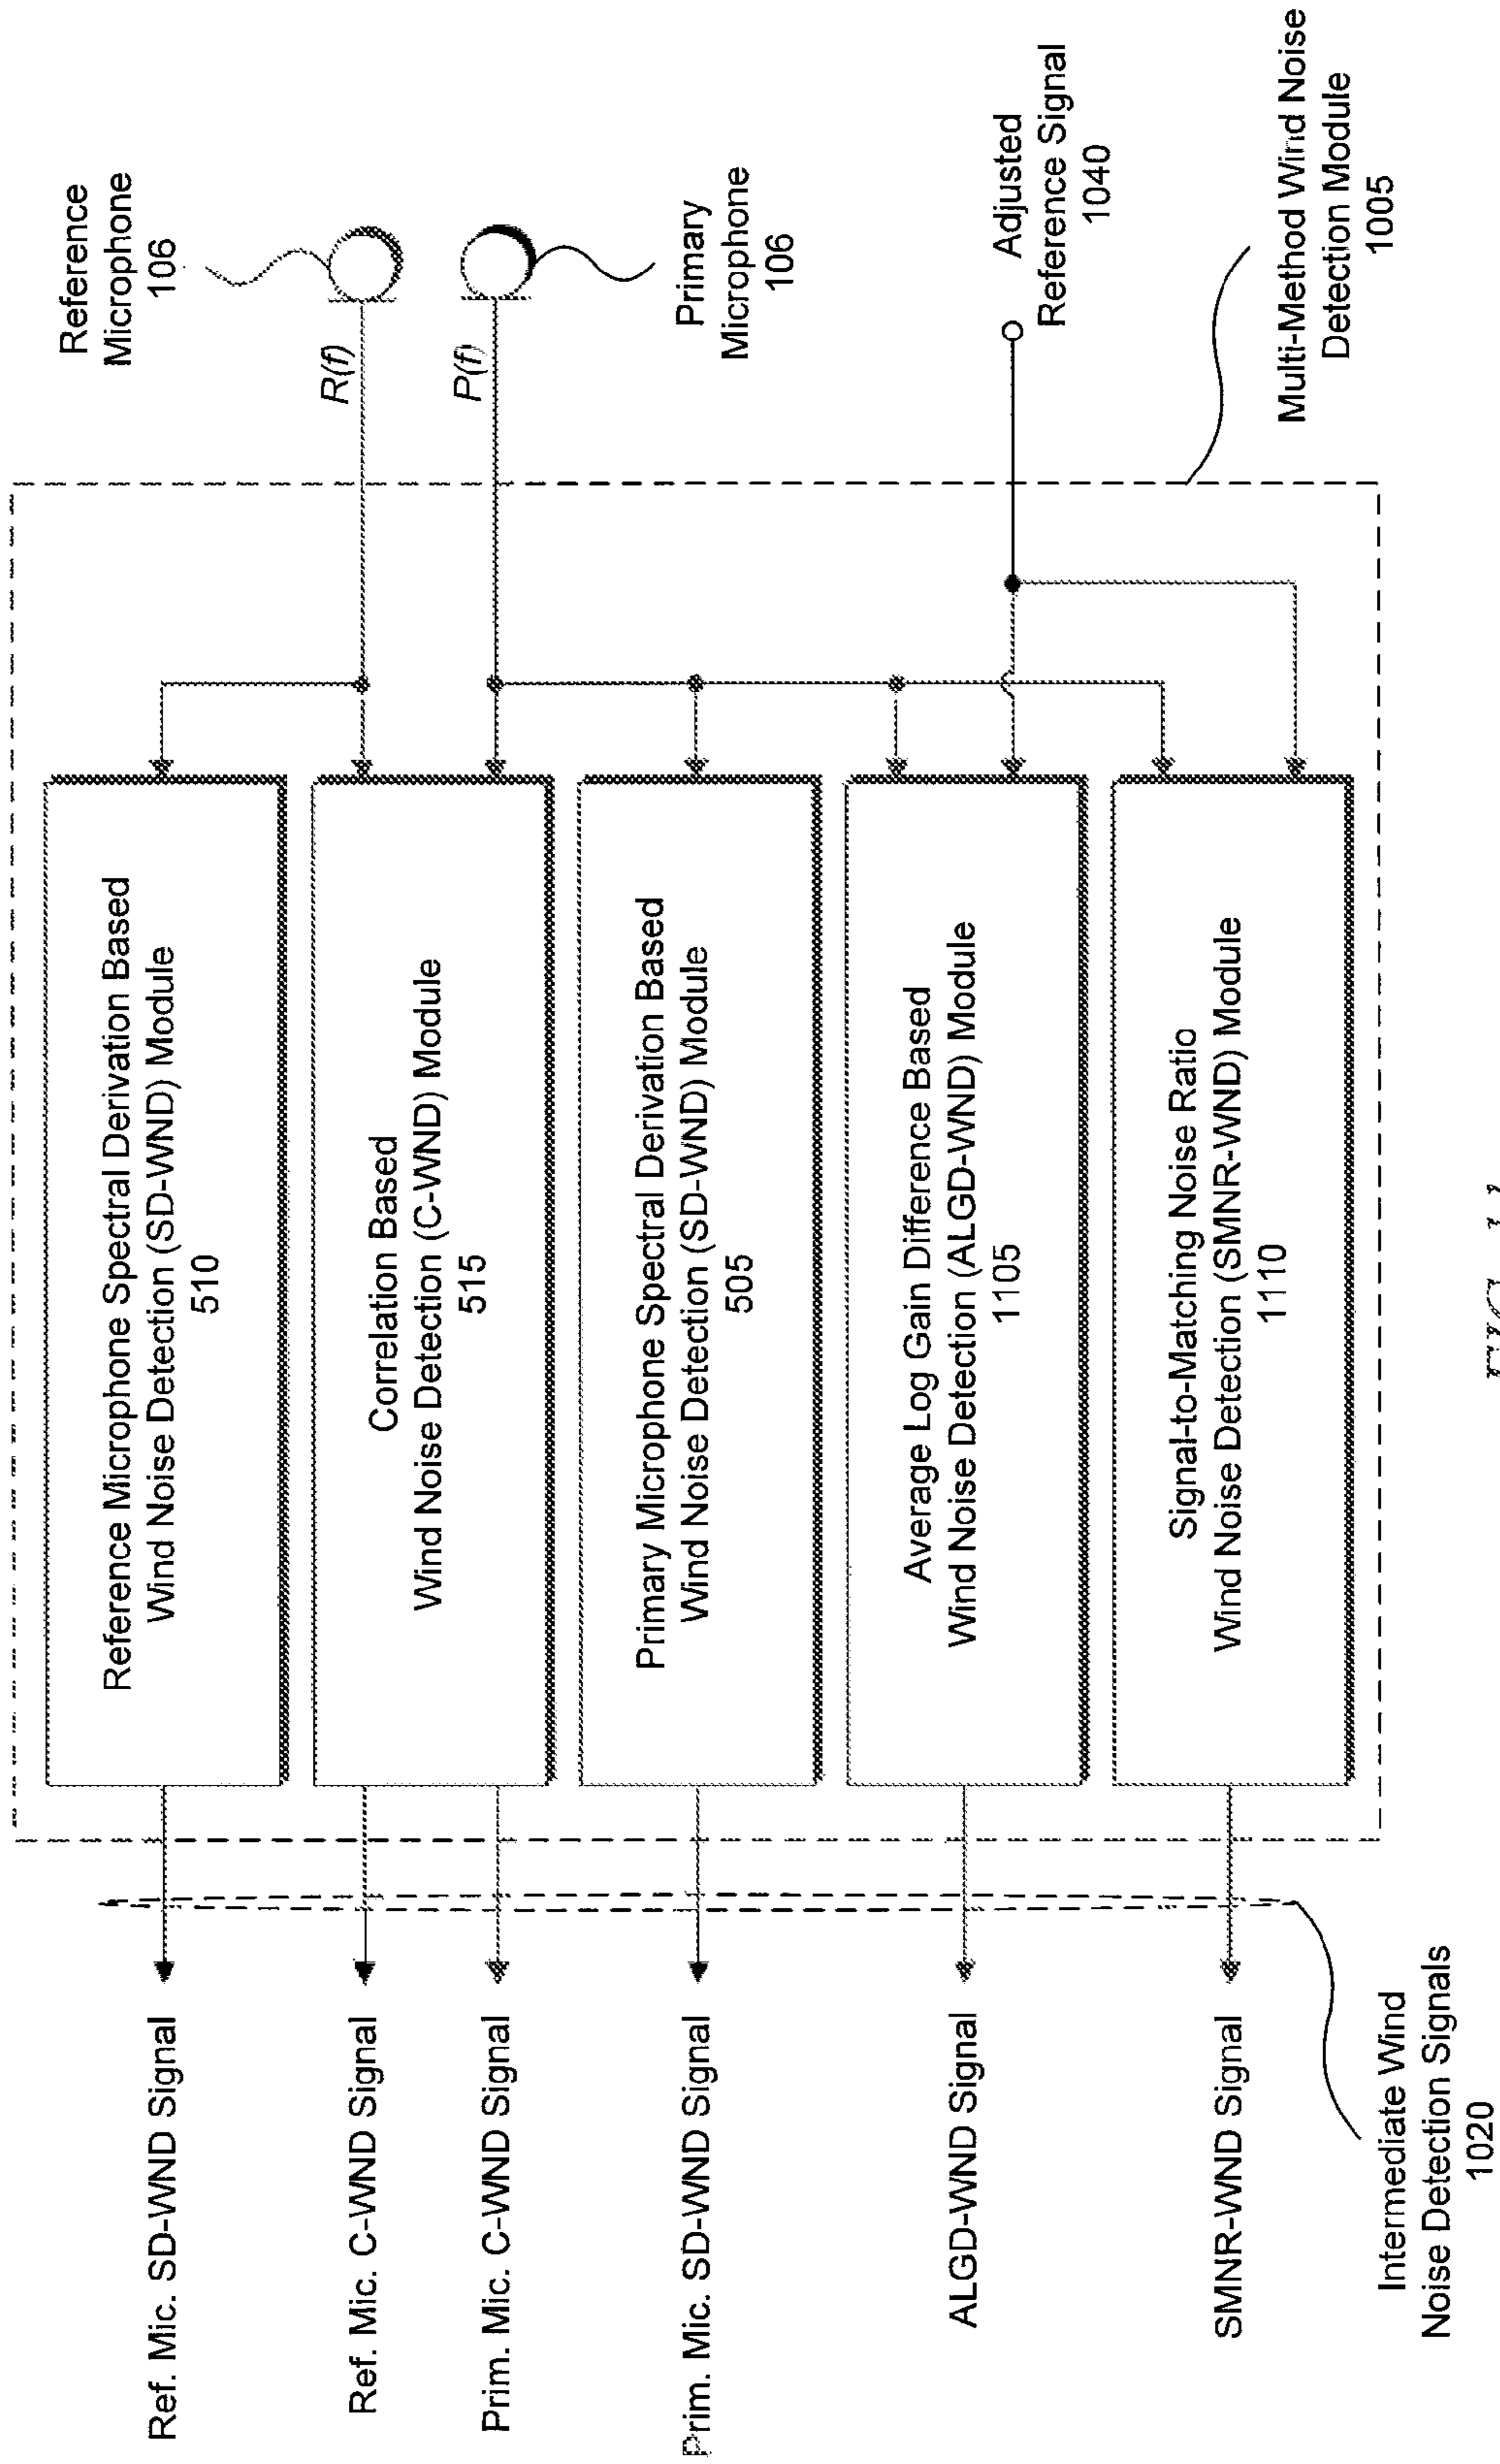 Reference
Microphone
106
R(f)
P(f)
Primary
Microphone
106
Adjusted
Reference Signal
1040
Multi-Method Wind Noise
Detection Module
1005
Reference Microphone Spectral Derivation Based
Wind Noise Detection (SD-WND) Module
510
Correlation Based
Wind Noise Detection (C-WND) Module
515
Primary Microphone Spectral Derivation Based
Wind Noise Detection (SD-WND) Module
505
Average Log Gain Difference Based
Wind Noise Detection (ALGD-WND) Module
1105
Signal-to-Matching Noise Ratio
Wind Noise Detection (SMNR-WND) Module
1110
Ref. Mic. SD-WND Signal
Ref. Mic. C-WND Signal
Prim. Mic. C-WND Signal
Prim. Mic. SD-WND Signal
ALGD-WND Signal
SMNR-WND Signal
Intermediate Wind
Noise Detection Signals
1020